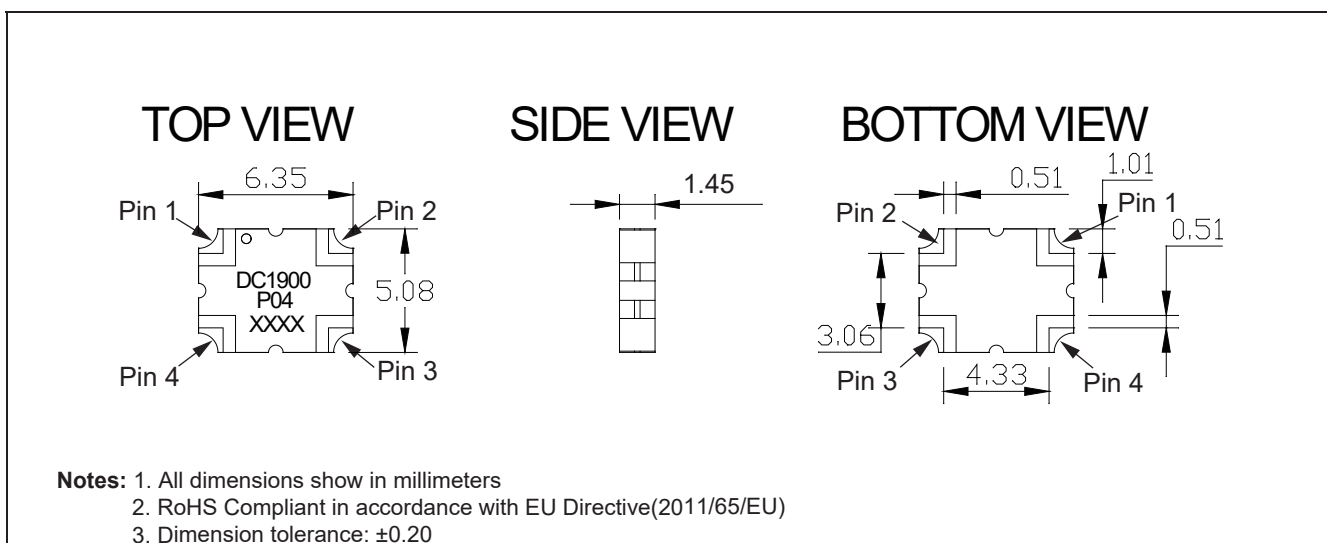 TOP VIEW
SIDE VIEW
BOTTOM VIEW
6.35
Pin 1
Pin 2
DC1900
P04
XXXX
5.08
Pin 4
Pin 3
1.45
0.51
1.01
Pin 2
Pin 1
0.51
3.06
Pin 3
4.33
Pin 4
Notes: 1. All dimensions show in millimeters
2. RoHS Compliant in accordance with EU Directive(2011/65/EU)
3. Dimension tolerance: ±0.20